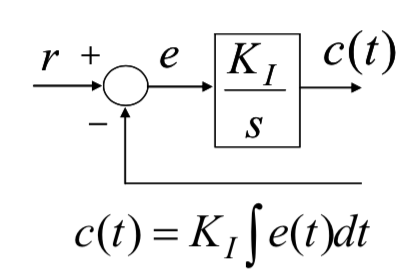 r + e K_I c(t)
− s
c(t) = K_I ∫ e(t)dt